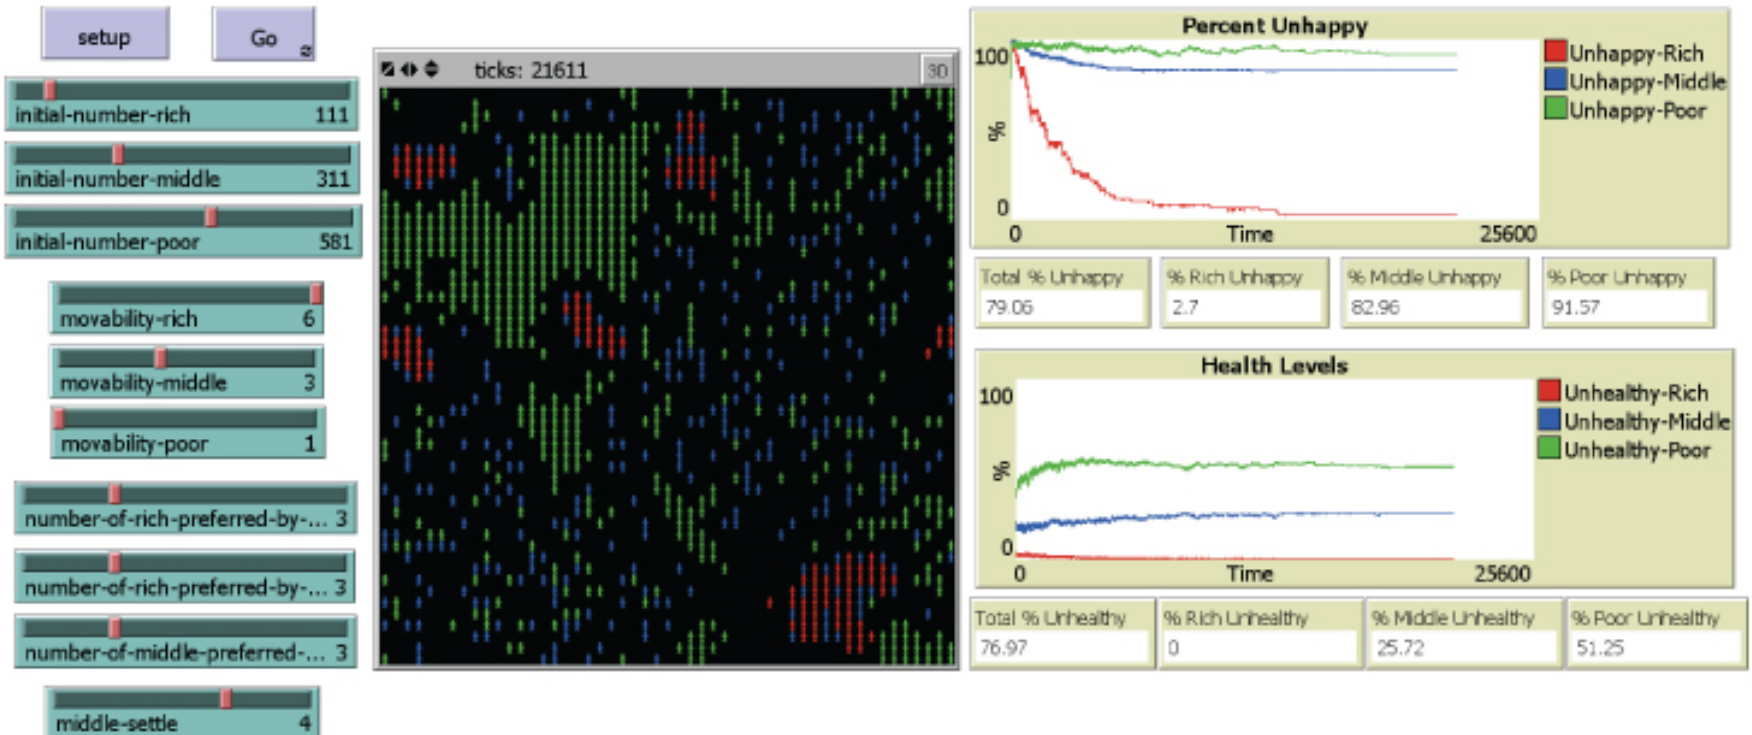 setup
Go
initial-number-rich 111
initial-number-middle 311
initial-number-poor 581
movability-rich 6
movability-middle 3
movability-poor 1
number-of-rich-preferred-by-... 3
number-of-rich-preferred-by-... 3
number-of-middle-preferred-... 3
middle-settle 4
ticks: 21611
3D
Percent Unhappy
100
%
0
0 Time 25600
Unhappy-Rich
Unhappy-Middle
Unhappy-Poor
Total % Unhappy
79.06
% Rich Unhappy
2.7
% Middle Unhappy
82.96
% Poor Unhappy
91.57
Health Levels
100
%
0
0 Time 25600
Unhealthy-Rich
Unhealthy-Middle
Unhealthy-Poor
Total % Unhealthy
76.97
% Rich Unhealthy
0
% Middle Unhealthy
25.72
% Poor Unhealthy
51.25